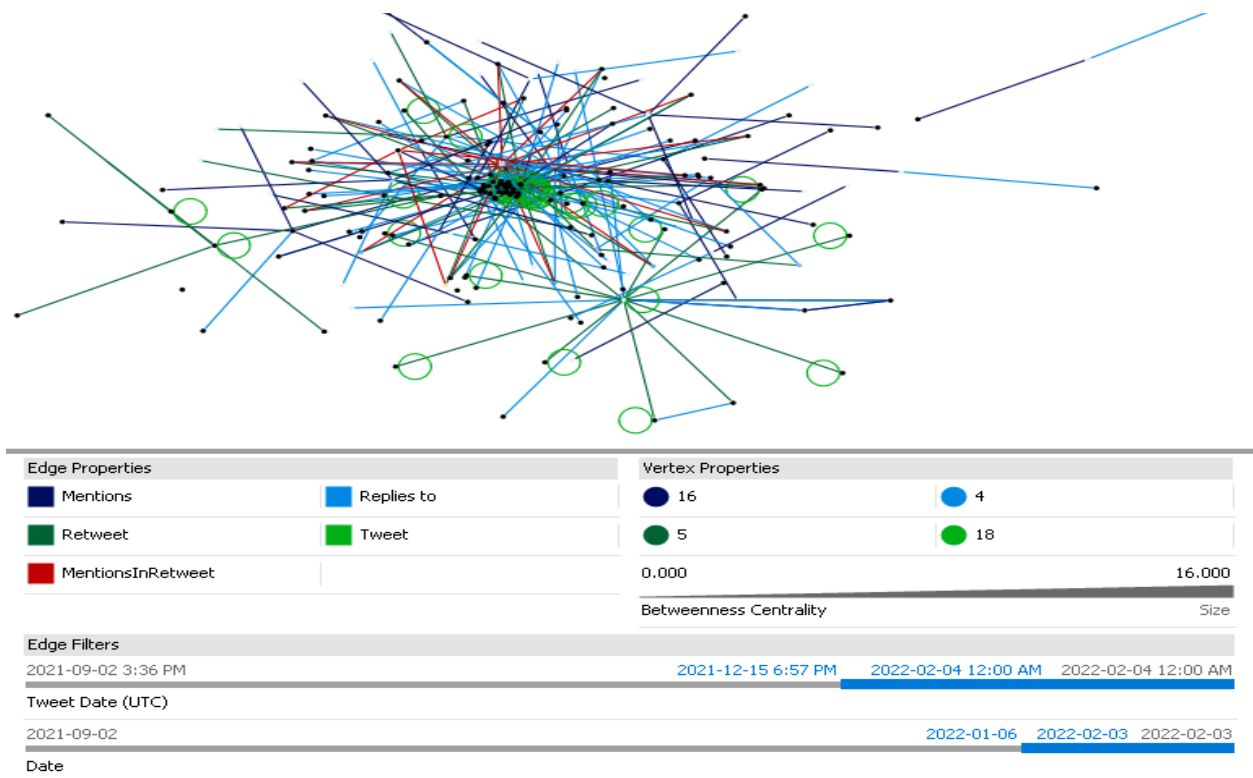 Edge Properties
Vertex Properties
Mentions
Replies to
16
4
Retweet
Tweet
5
18
MentionsInRetweet
0.000
16.000
Betweenness Centrality
Size
Edge Filters
2021-09-02 3:36 PM
2021-12-15 6:57 PM
2022-02-04 12:00 AM
2022-02-04 12:00 AM
Tweet Date (UTC)
2021-09-02
2022-01-06
2022-02-03
2022-02-03
Date